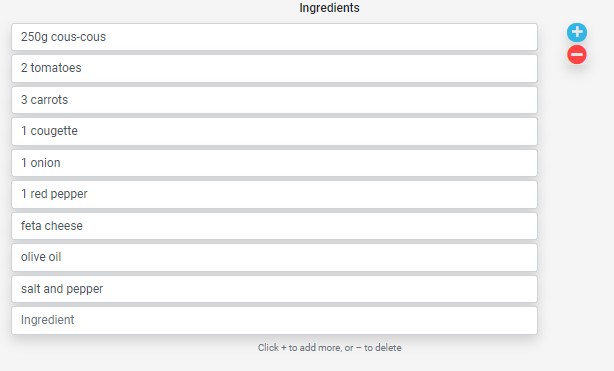 Ingredients
250g cous-cous
2 tomatoes
3 carrots
1 cougette
1 onion
1 red pepper
feta cheese
olive oil
salt and pepper
Ingredient
Click + to add more, or – to delete